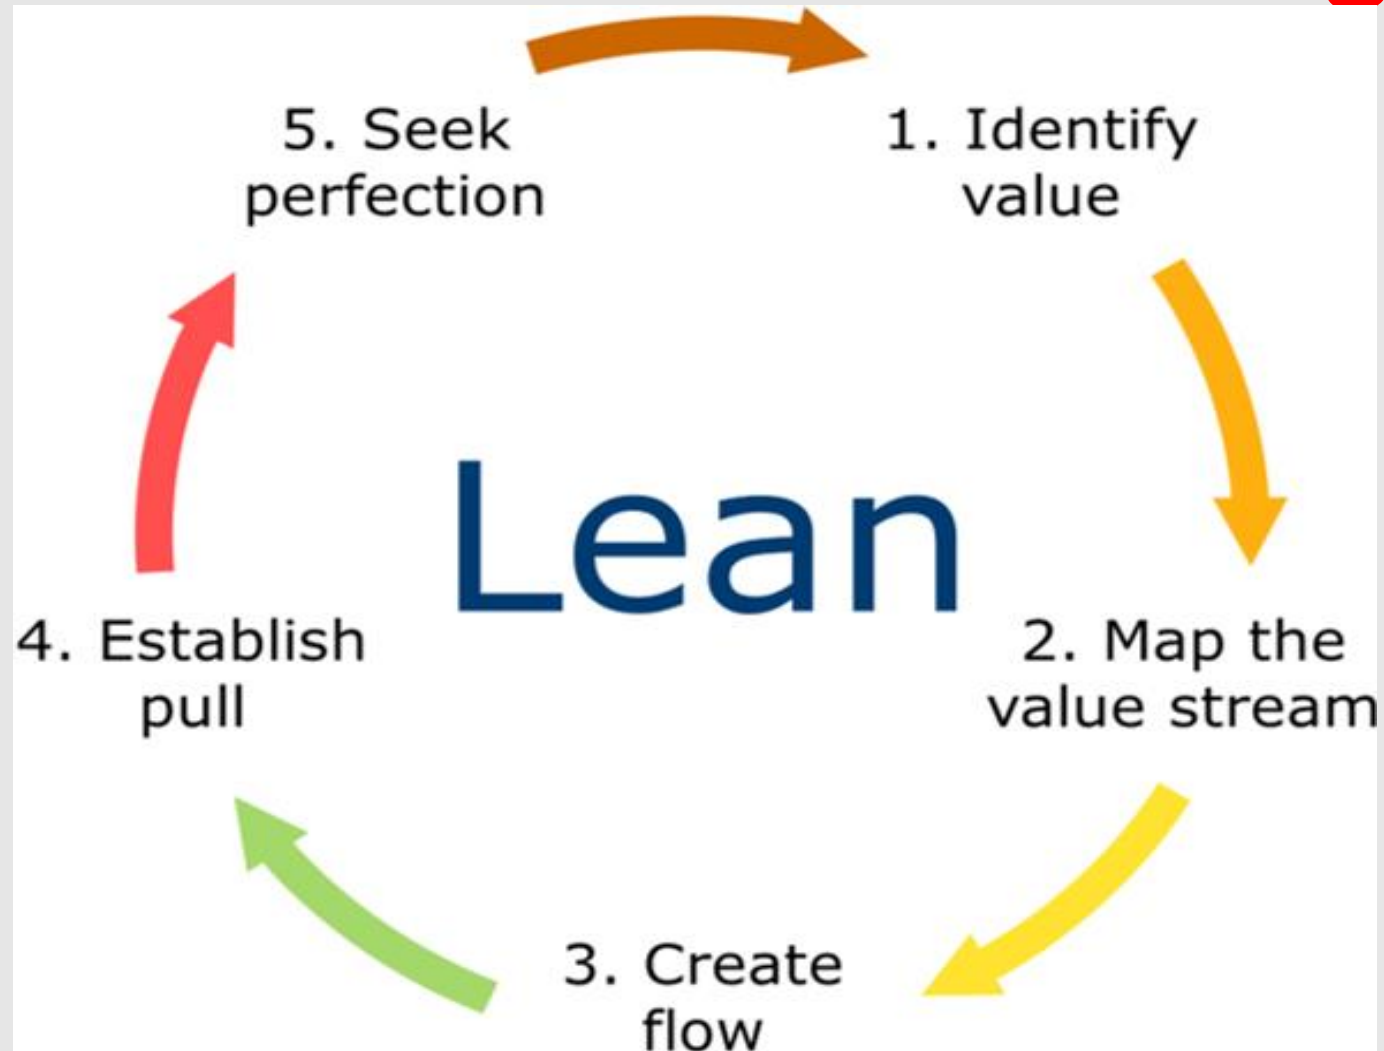 5. Seek
perfection
1. Identify
value
Lean
4. Establish
pull
2. Map the
value stream
3. Create
flow